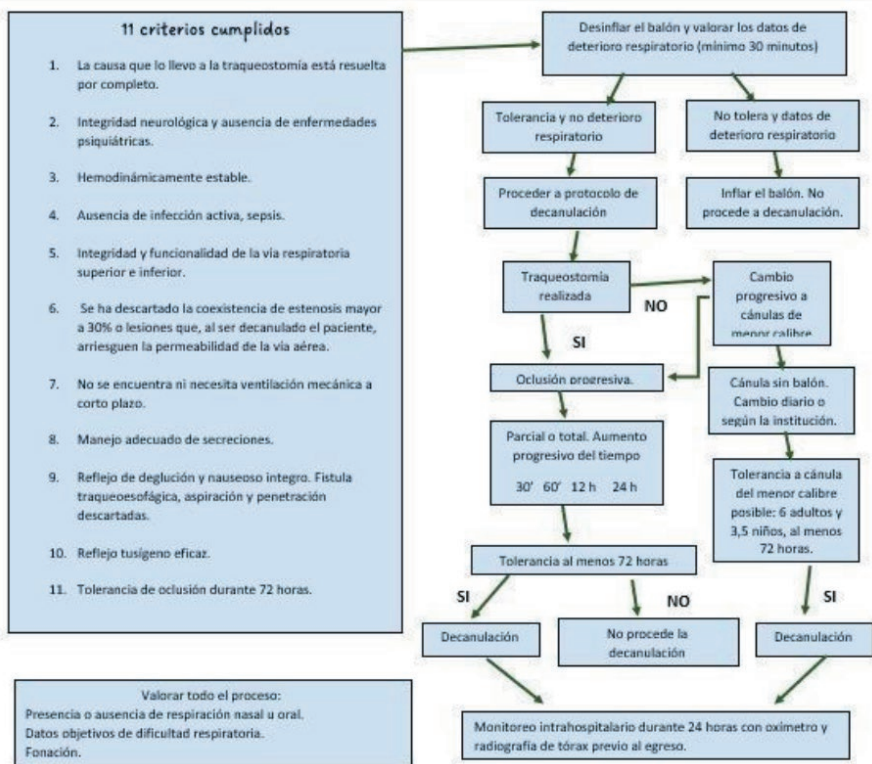 11 criterios cumplidos
1. La causa que lo llevo a la traqueostomía está resuelta
por completo.
2. Integridad neurológica y ausencia de enfermedades
psiquiátricas.
3. Hemodinámicamente estable.
4. Ausencia de infección activa, sepsis.
5. Integridad y funcionalidad de la vía respiratoria
superior e inferior.
6. Se ha descartado la coexistencia de estenosis mayor
a 30% o lesiones que, al ser decanulado el paciente,
arriesguen la permeabilidad de la vía aérea.
7. No se encuentra ni necesita ventilación mecánica a
corto plazo.
8. Manejo adecuado de secreciones.
9. Reflejo de deglución y nauseoso integro. Fistula
traqueoesofágica, aspiración y penetración
descartadas.
10. Reflejo tusígeno eficaz.
11. Tolerancia de oclusión durante 72 horas.
Valorar todo el proceso:
Presencia o ausencia de respiración nasal u oral.
Datos objetivos de dificultad respiratoria.
Fonación.
Desinflar el balón y valorar los datos de
deterioro respiratorio (mínimo 30 minutos)
Tolerancia y no deterioro
respiratorio
No tolera y datos de
deterioro respiratorio
Proceder a protocolo de
decanulación
Inflar el balón. No
procede a decanulación.
Traqueostomía
realizada
NO
SI
Cambio
progresivo a
cánulas de
menor calibre
Oclusión progresiva.
Cánula sin balón.
Cambio diario o
según la institución.
Parcial o total. Aumento
progresivo del tiempo
30' 60' 12 h 24 h
Tolerancia a cánula
del menor calibre
posible: 6 adultos y
3,5 niños, al menos
72 horas.
Tolerancia al menos 72 horas
SI
NO
SI
Decanulación
No procede la
decanulación
Decanulación
Monitoreo intrahospitalario durante 24 horas con oxímetro y
radiografía de tórax previo al egreso.